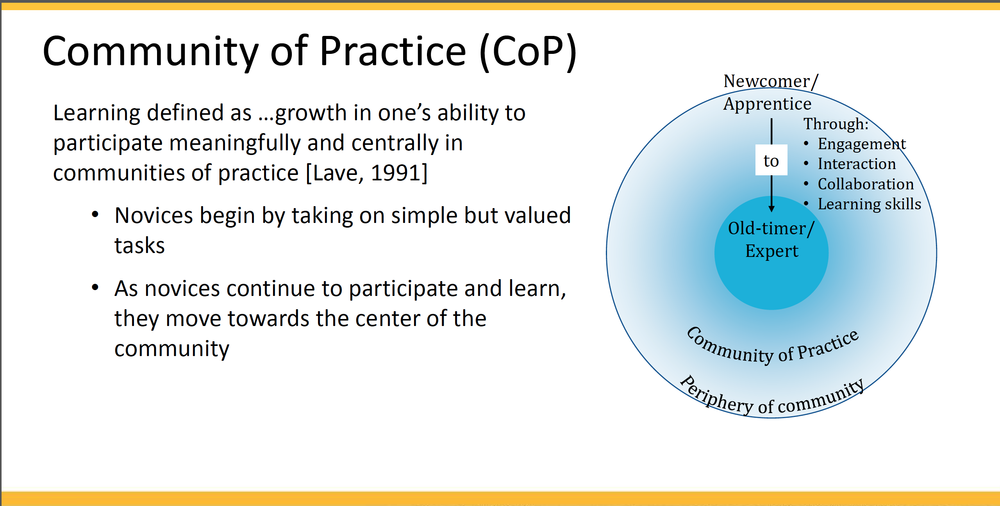 Community of Practice (CoP)
Learning defined as …growth in one’s ability to
participate meaningfully and centrally in
communities of practice [Lave, 1991]
• Novices begin by taking on simple but valued
tasks
• As novices continue to participate and learn,
they move towards the center of the
community
Newcomer/
Apprentice
to
Through:
• Engagement
• Interaction
• Collaboration
• Learning skills
Old-timer/
Expert
Community of Practice
Periphery of community